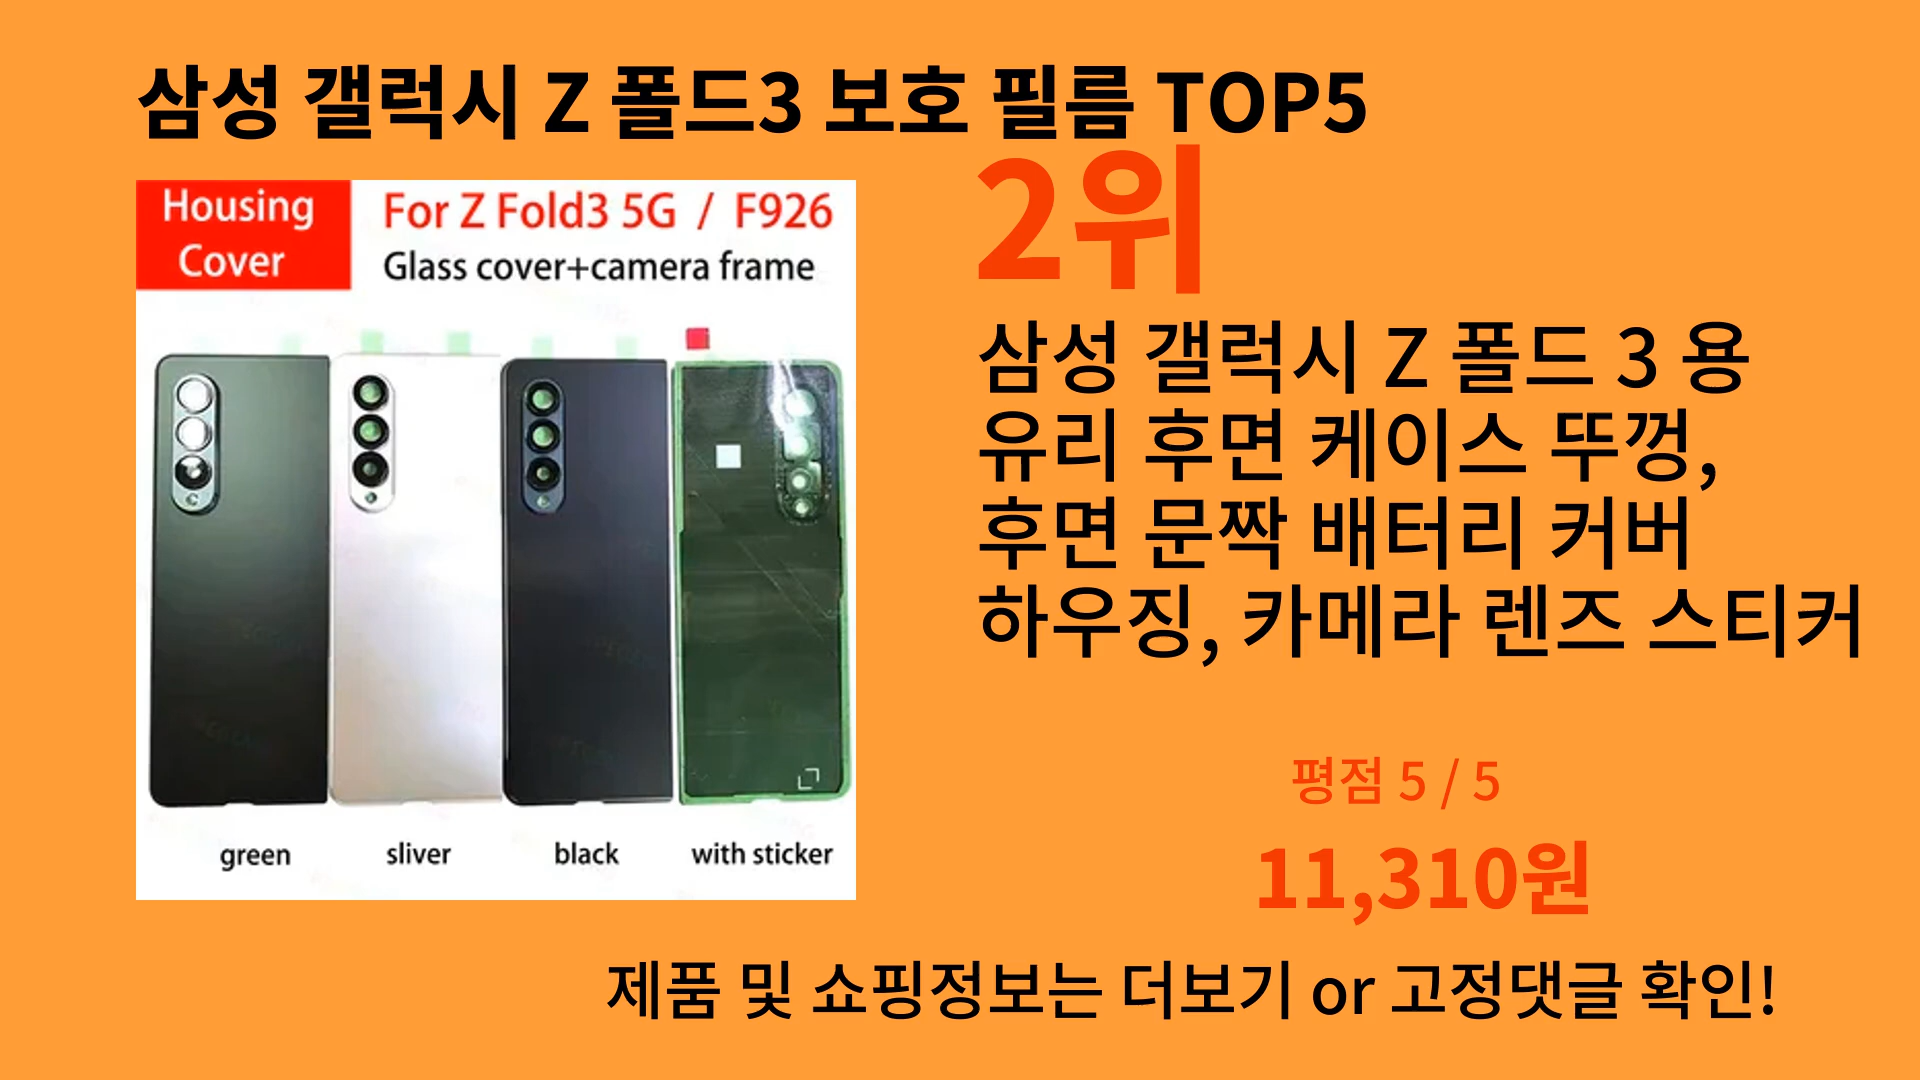 삼성 갤럭시 Z 폴드3 보호 필름 TOP5
2위
Housing
Cover
For Z Fold3 5G / F926
Glass cover+camera frame
green
sliver
black
with sticker
삼성 갤럭시 Z 폴드 3 용
유리 후면 케이스 뚜껑,
후면 문짝 배터리 커버
하우징, 카메라 렌즈 스티커
평점 5 / 5
11,310원
제품 및 쇼핑정보는 더보기 or 고정댓글 확인!